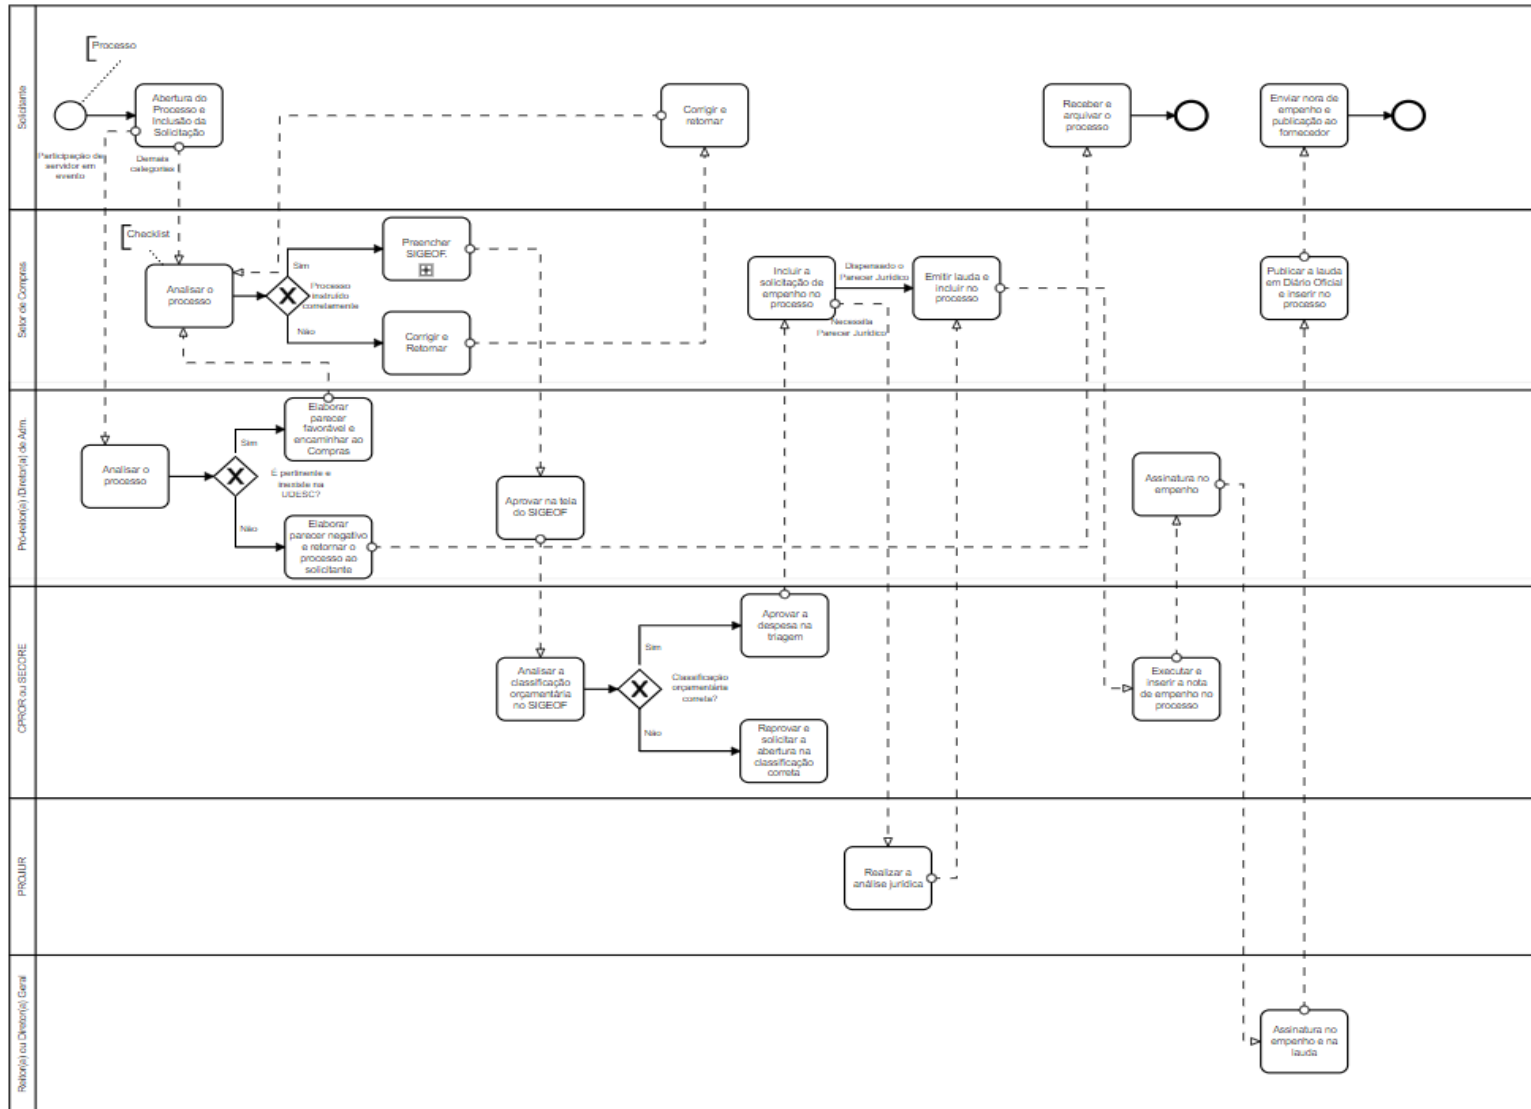 Solicitante
Processo
Abertura do
Processo e
Inclusão da
Solicitação
Participação de
servidor em
evento
Demais
categorias
Corrigir e
retornar
Receber e
arquivar o
processo
Enviar nora de
empenho e
publicação ao
fornecedor
Setor de Compras
Checklist
Analisar o
processo
Sim
Processo
instruído
corretamente
Não
Preencher
SIGEOF.
Corrigir e
Retornar
Incluir a
solicitação de
empenho no
processo
Dispensado o
Parecer Jurídico
Necessita
Parecer Jurídico
Emitir lauda e
incluir no
processo
Publicar a lauda
em Diário Oficial
e inserir no
processo
Pró-reitor(a) /Diretor(a) de Adm.
Analisar o
processo
Sim
É pertinente e
inexiste na
UDESC?
Não
Elaborar
parecer
favorável e
encaminhar ao
Compras
Elaborar
parecer negativo
e retornar o
processo ao
solicitante
Aprovar na tela
do SIGEOF
Assinatura no
empenho
CPROR ou SECORE
Analisar a
classificação
orçamentária
no SIGEOF
Sim
Classificação
orçamentária
correta?
Não
Aprovar a
despesa na
triagem
Reprovar e
solicitar a
abertura na
classificação
correta
Executar e
inserir a nota
de empenho no
processo
PROJUR
Realizar a
análise jurídica
Reitor(a) ou Diretor(a) Geral
Assinatura no
empenho e na
lauda